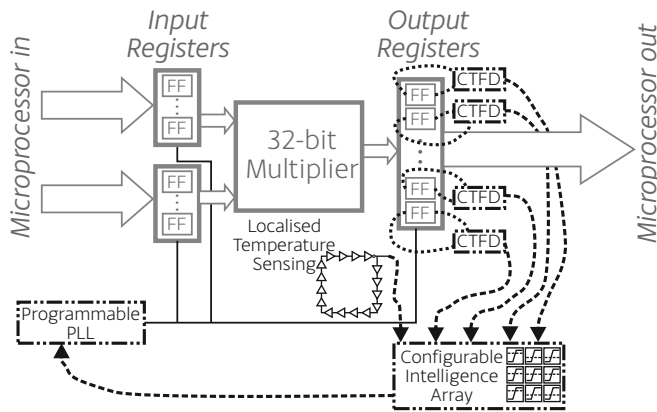 Input
Registers
Output
Registers
Microprocessor in
Microprocessor out
FF
FF
FF
FF
32-bit
Multiplier
FF
FF
FF
FF
CTFD
CTFD
CTFD
CTFD
Localised
Temperature
Sensing
Programmable
PLL
Configurable
Intelligence
Array